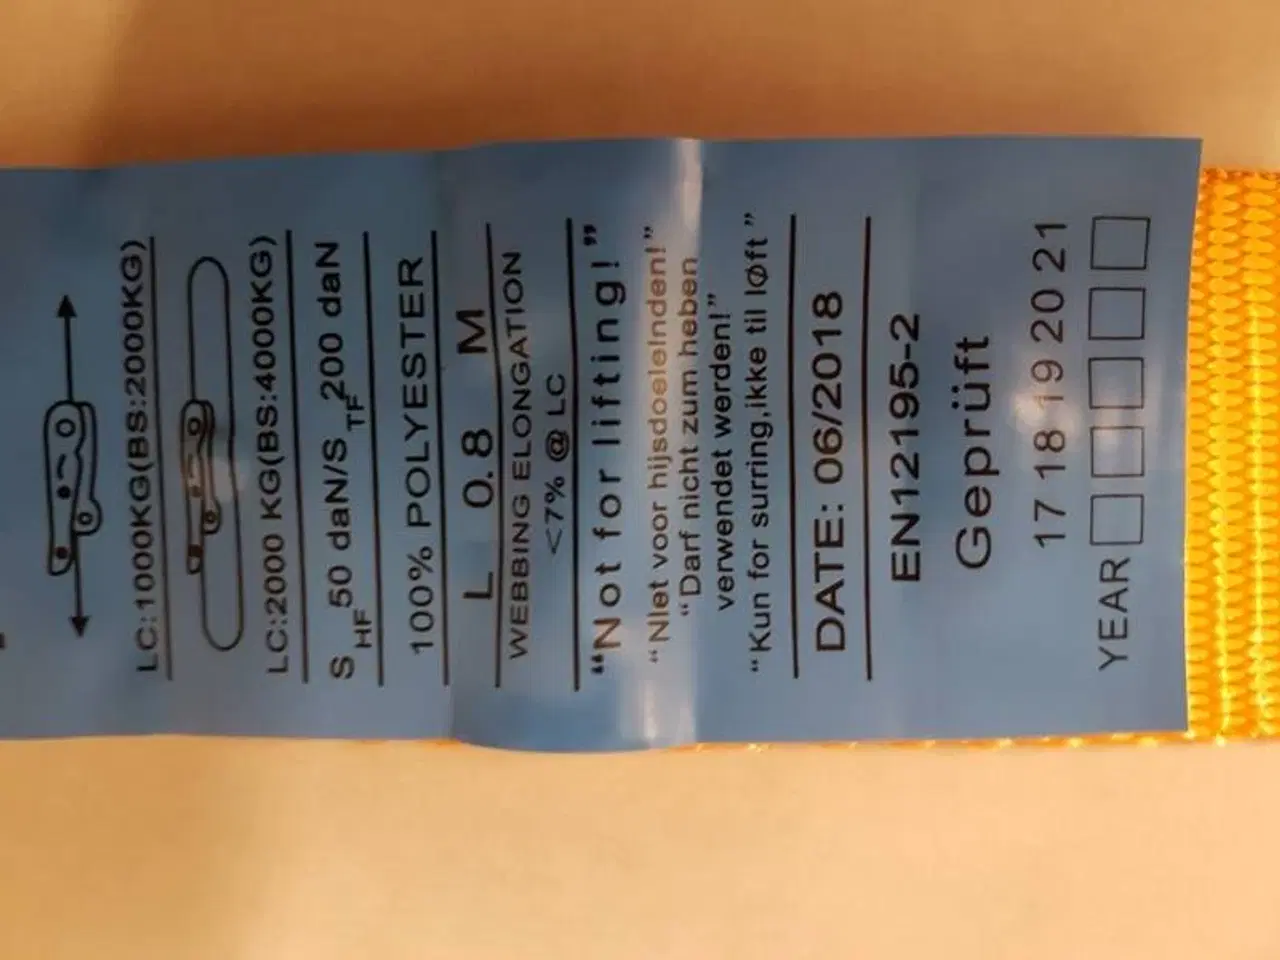 LC:1000KG(BS:2000KG)
LC:2000 KG(BS:4000KG)
S HF 50 daN/S TF 200 daN
100% POLYESTER
L 0.8 M
WEBBING ELONGATION
<7% @ LC
“Not for lifting!”
“NIet voor hijsdoeleInden!”
“Darf nicht zum heben
verwendet werden!”
“Kun for surring,ikke til lØft”
DATE: 06/2018
EN12195-2
Geprüft
17 18 19 20 21
YEAR